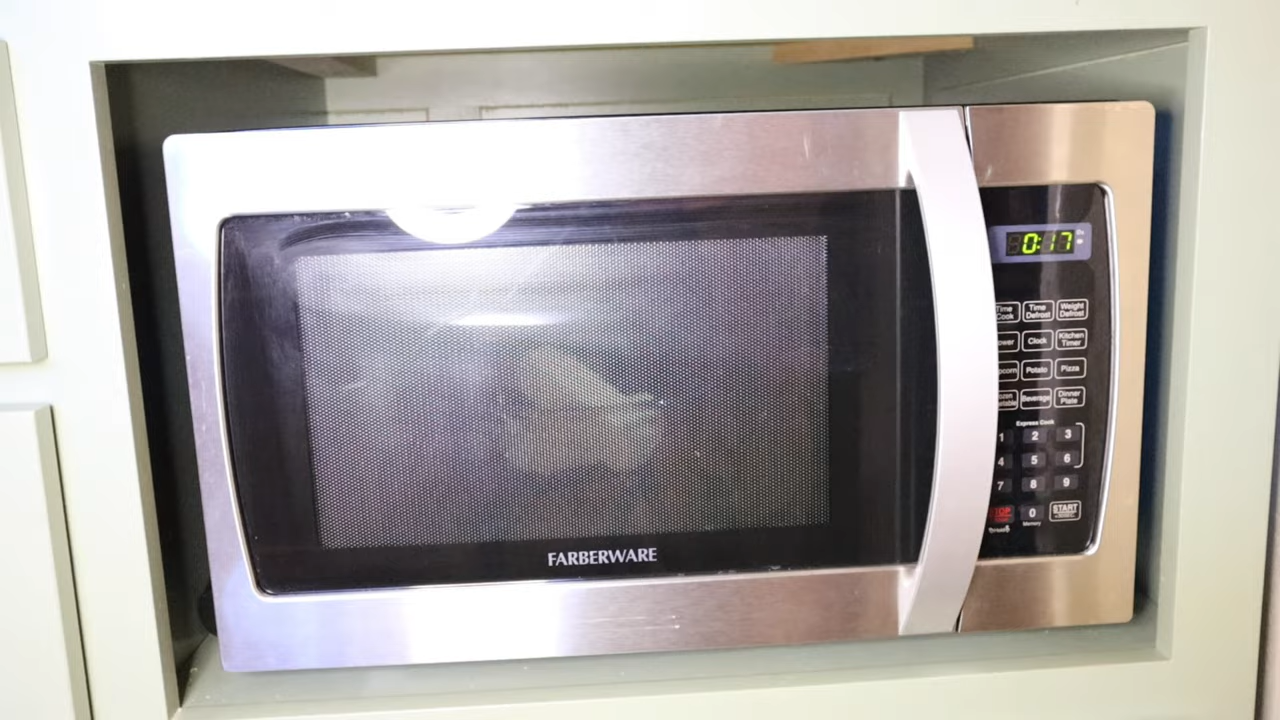 0:17
Time Cook
Time Defrost
Weight Defrost
Clock
Kitchen Timer
Potato
Pizza
Beverage
Dinner Plate
Express Cook
1 2 3
4 5 6
7 8 9
0
START
Memory
FARBERWARE